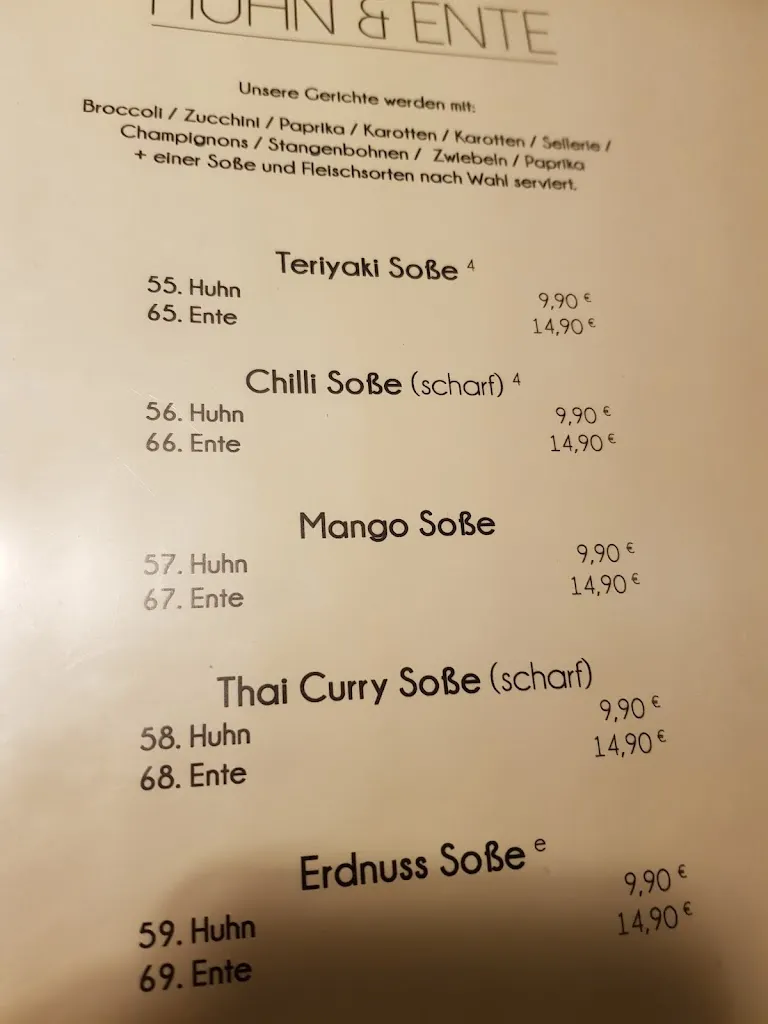 HUHN & ENTE
Unsere Gerichte werden mit:
Broccoli / Zucchini / Paprika / Karotten / Karotten / Sellerie /
Champignons / Stangenbohnen / Zwiebeln / Paprika
+ einer Soße und Fleischsorten nach Wahl serviert.
Teriyaki Soße 4
55. Huhn 9,90 €
65. Ente 14,90 €
Chilli Soße (scharf) 4
56. Huhn 9,90 €
66. Ente 14,90 €
Mango Soße
57. Huhn 9,90 €
67. Ente 14,90 €
Thai Curry Soße (scharf)
58. Huhn 9,90 €
68. Ente 14,90 €
Erdnuss Soße e
59. Huhn 9,90 €
69. Ente 14,90 €